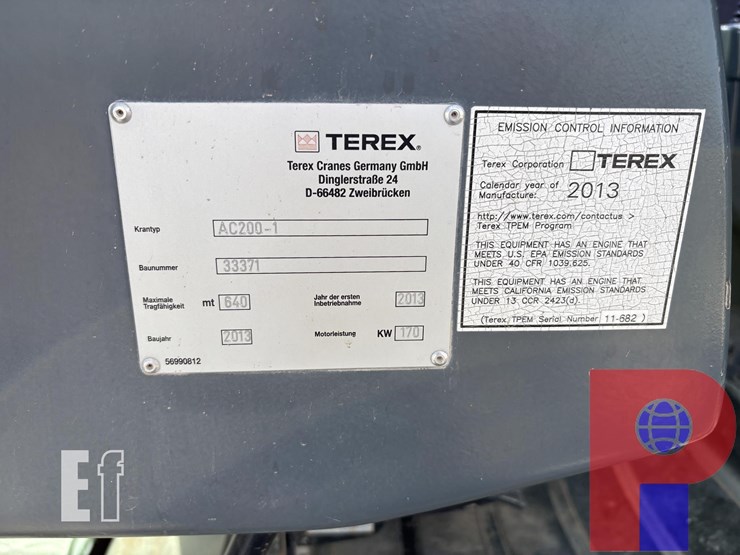 TEREX®
Terex Cranes Germany GmbH
Dinglerstraße 24
D-66482 Zweibrücken
Krantyp AC200-1
Baunummer 33371
Maximale Tragfähigkeit mt 640
Jahr der ersten Inbetriebnahme 2013
Baujahr 2013
Motorleistung KW 170
56990812
EMISSION CONTROL INFORMATION
Terex Corporation TEREX
Calendar year of
Manufacture: 2013
http://www.terex.com/contactus >
Terex TPEM Program
THIS EQUIPMENT HAS AN ENGINE THAT
MEETS U.S. EPA EMISSION STANDARDS
UNDER 40 CFR 1039.625.
THIS EQUIPMENT HAS AN ENGINE THAT
MEETS CALIFORNIA EMISSION STANDARDS
UNDER 13 CCR 2423(d).
(Terex TPEM Serial Number 11-682 )
Ef
P